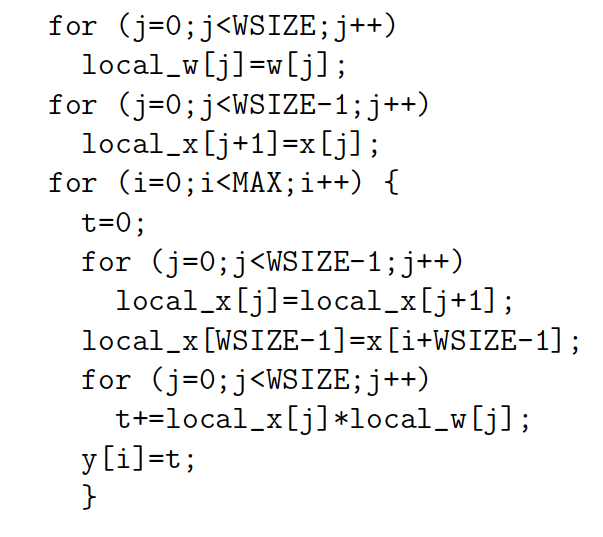 for (j=0;j<WSIZE;j++)
  local_w[j]=w[j];
for (j=0;j<WSIZE-1;j++)
  local_x[j+1]=x[j];
for (i=0;i<MAX;i++) {
  t=0;
  for (j=0;j<WSIZE-1;j++)
    local_x[j]=local_x[j+1];
  local_x[WSIZE-1]=x[i+WSIZE-1];
  for (j=0;j<WSIZE;j++)
    t+=local_x[j]*local_w[j];
  y[i]=t;
  }